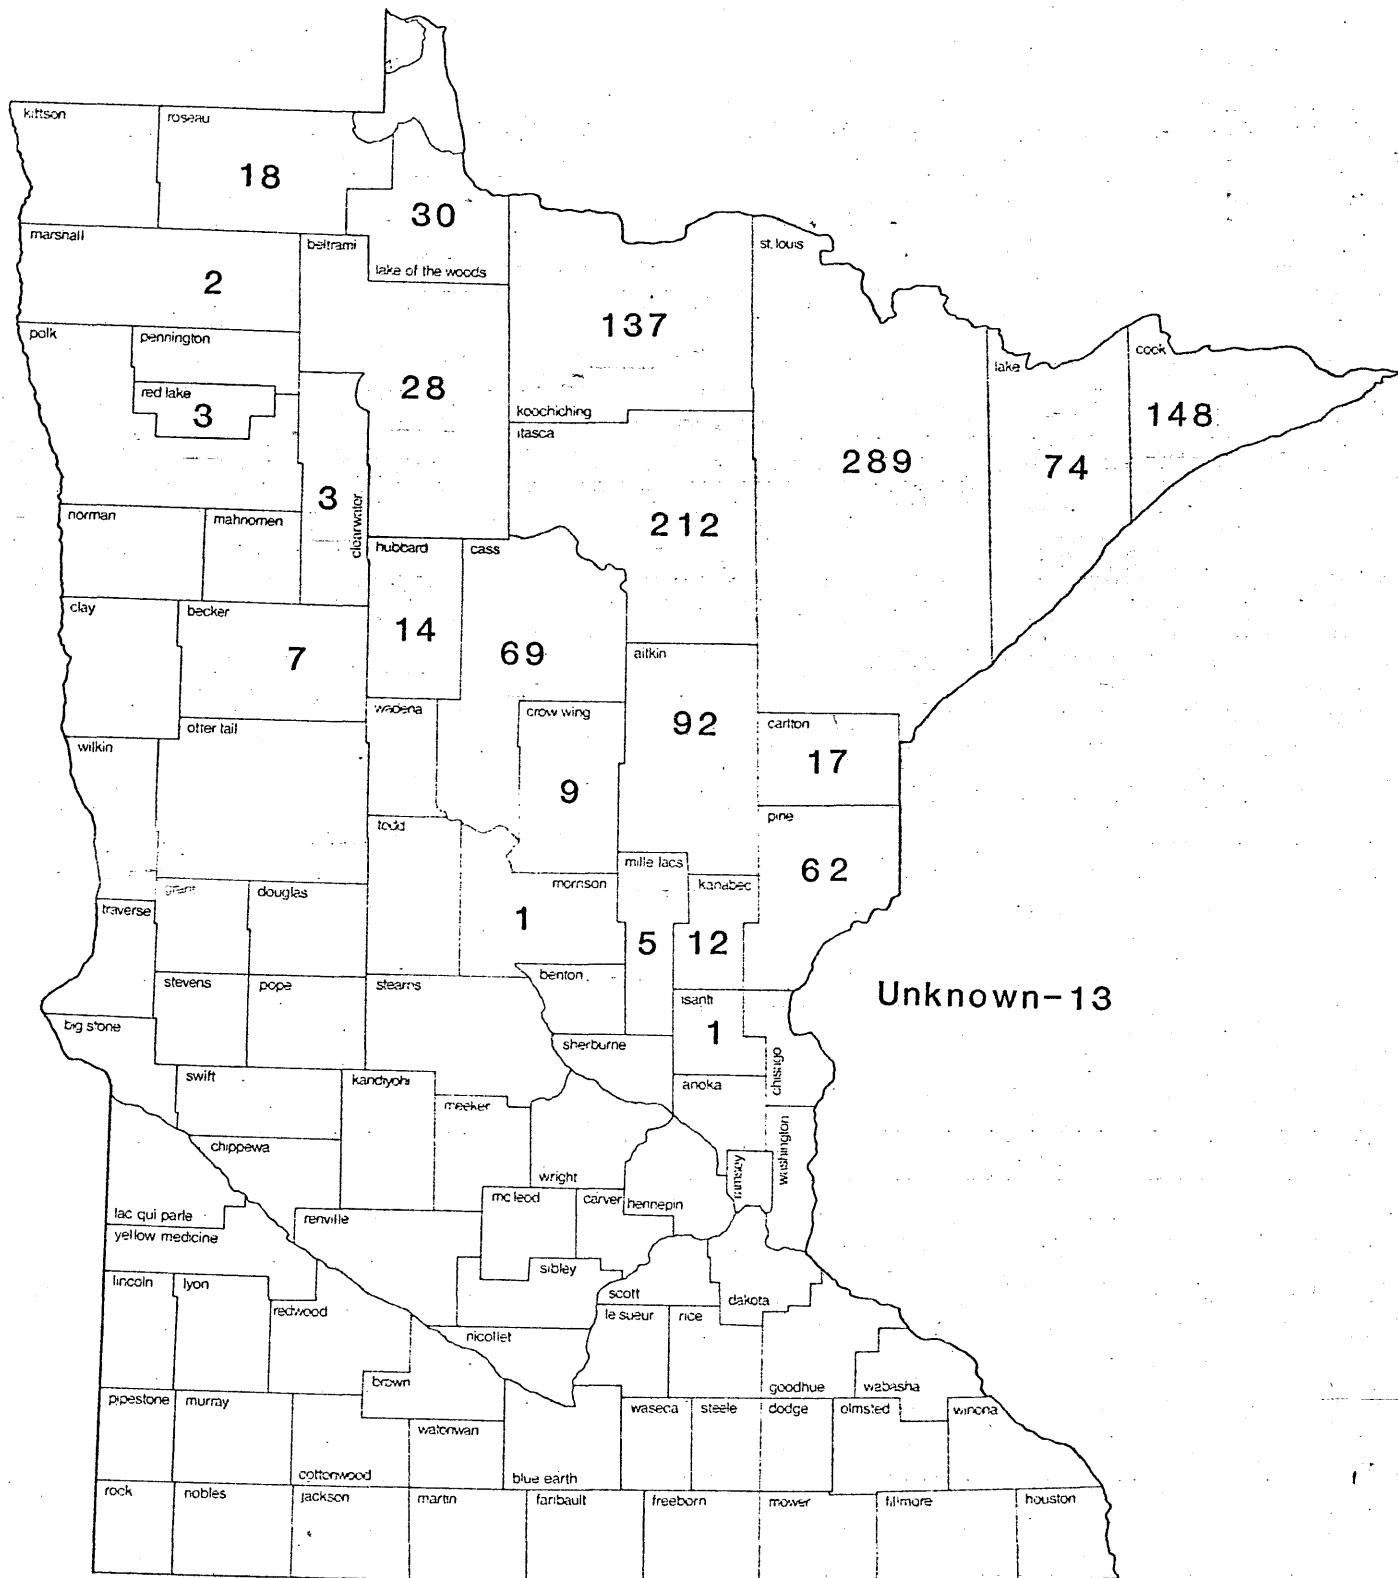 kittson
roseau
18
30
marshall
beltrami
lake of the woods
st. louis
2
137
polk
pennington
lake
cook
red lake
3
28
koochiching
itasca
148
289
74
3
clearwater
212
norman
mahnomen
hubbard
cass
clay
becker
14
7
69
aitkin
wadena
crow wing
92
carlton
otter tail
wilkin
17
9
pine
todd
mille lacs
62
grant
douglas
morrison
kanabec
traverse
1
5
12
benton
stevens
pope
stearns
isanti
Unknown-13
big stone
1
sherburne
chisago
swift
kandiyohi
anoka
meeker
chippewa
washington
ramsey
wright
mc leod
carver
hennepin
lac qui parle
renville
yellow medicine
sibley
lincoln
lyon
scott
dakota
redwood
le sueur
rice
nicollet
brown
goodhue
wabasha
pipestone
murray
waseca
steele
dodge
olmsted
winona
watonwan
cottonwood
blue earth
rock
nobles
jackson
martin
faribault
freeborn
mower
fillmore
houston